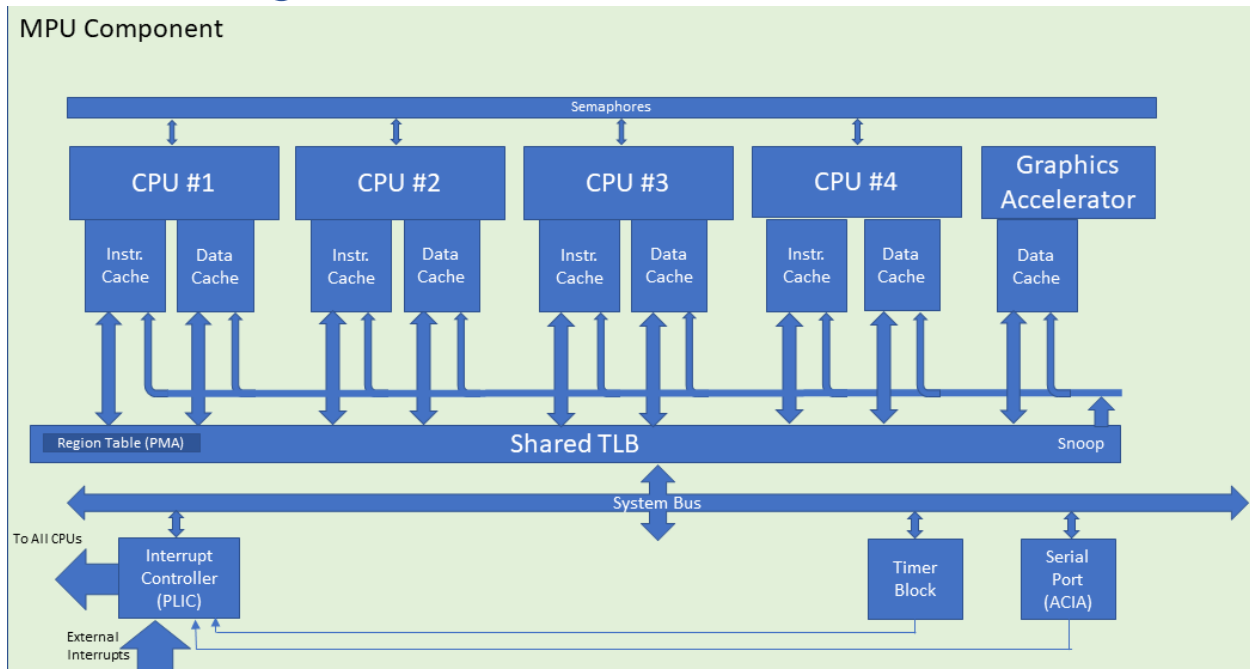 MPU Component
Semaphores
CPU #1
CPU #2
CPU #3
CPU #4
Graphics
Accelerator
Instr.
Cache
Data
Cache
Instr.
Cache
Data
Cache
Instr.
Cache
Data
Cache
Instr.
Cache
Data
Cache
Data
Cache
Region Table (PMA)
Shared TLB
Snoop
System Bus
To All CPUs
Interrupt
Controller
(PLIC)
Timer
Block
Serial
Port
(ACIA)
External
Interrupts